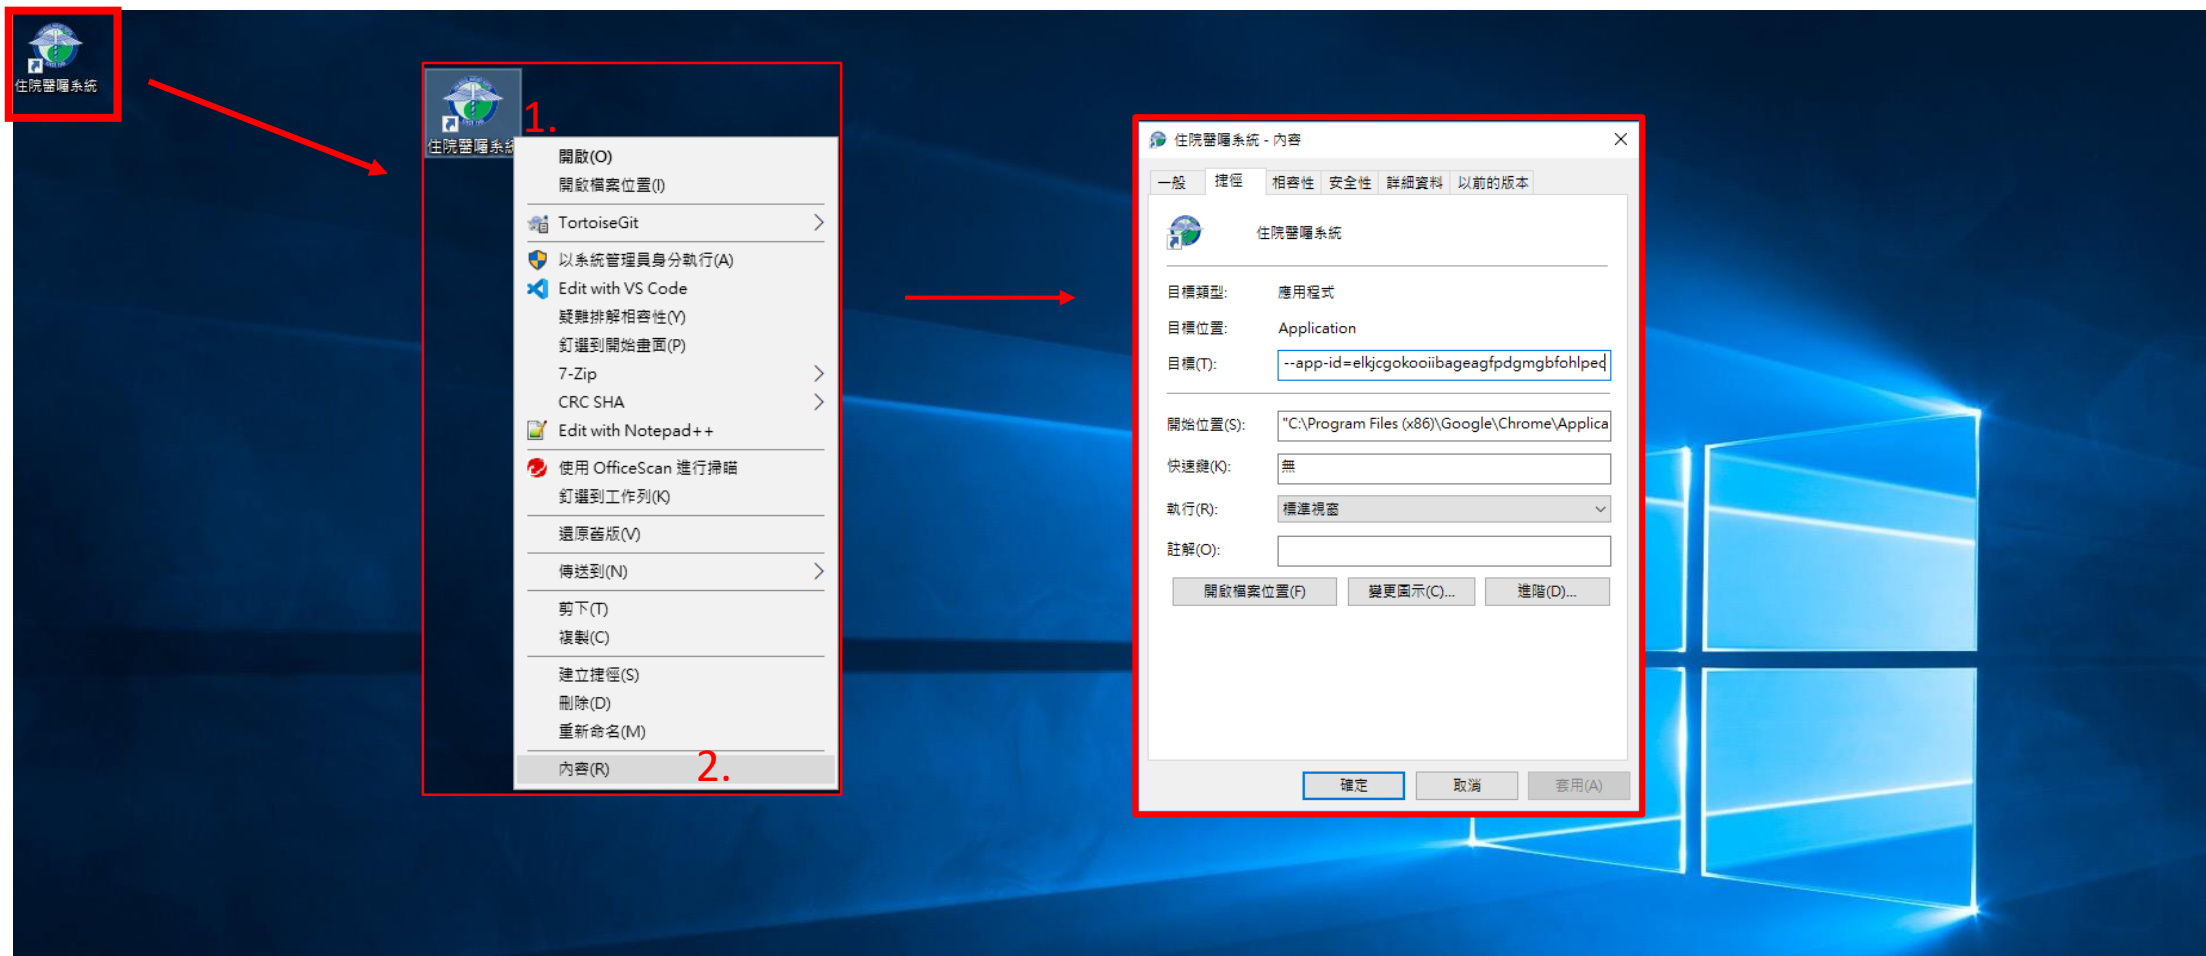 住院醫囑系統
1.
住院醫囑系統
開啟(O)
開啟檔案位置(I)
TortoiseGit
以系統管理員身分執行(A)
Edit with VS Code
疑難排解相容性(Y)
釘選到開始畫面(P)
7-Zip
CRC SHA
Edit with Notepad++
使用 OfficeScan 進行掃瞄
釘選到工作列(K)
還原舊版(V)
傳送到(N)
剪下(T)
複製(C)
建立捷徑(S)
刪除(D)
重新命名(M)
內容(R)
2.
住院醫囑系統 - 內容
一般 捷徑 相容性 安全性 詳細資料 以前的版本
住院醫囑系統
目標類型: 應用程式
目標位置: Application
目標(T): --app-id=elkjcgokooiibageagfpdgmgbfohlpec
開始位置(S): "C:\Program Files (x86)\Google\Chrome\Applica
快速鍵(K): 無
執行(R): 標準視窗
註解(O):
開啟檔案位置(F) 變更圖示(C)... 進階(D)...
確定 取消 套用(A)